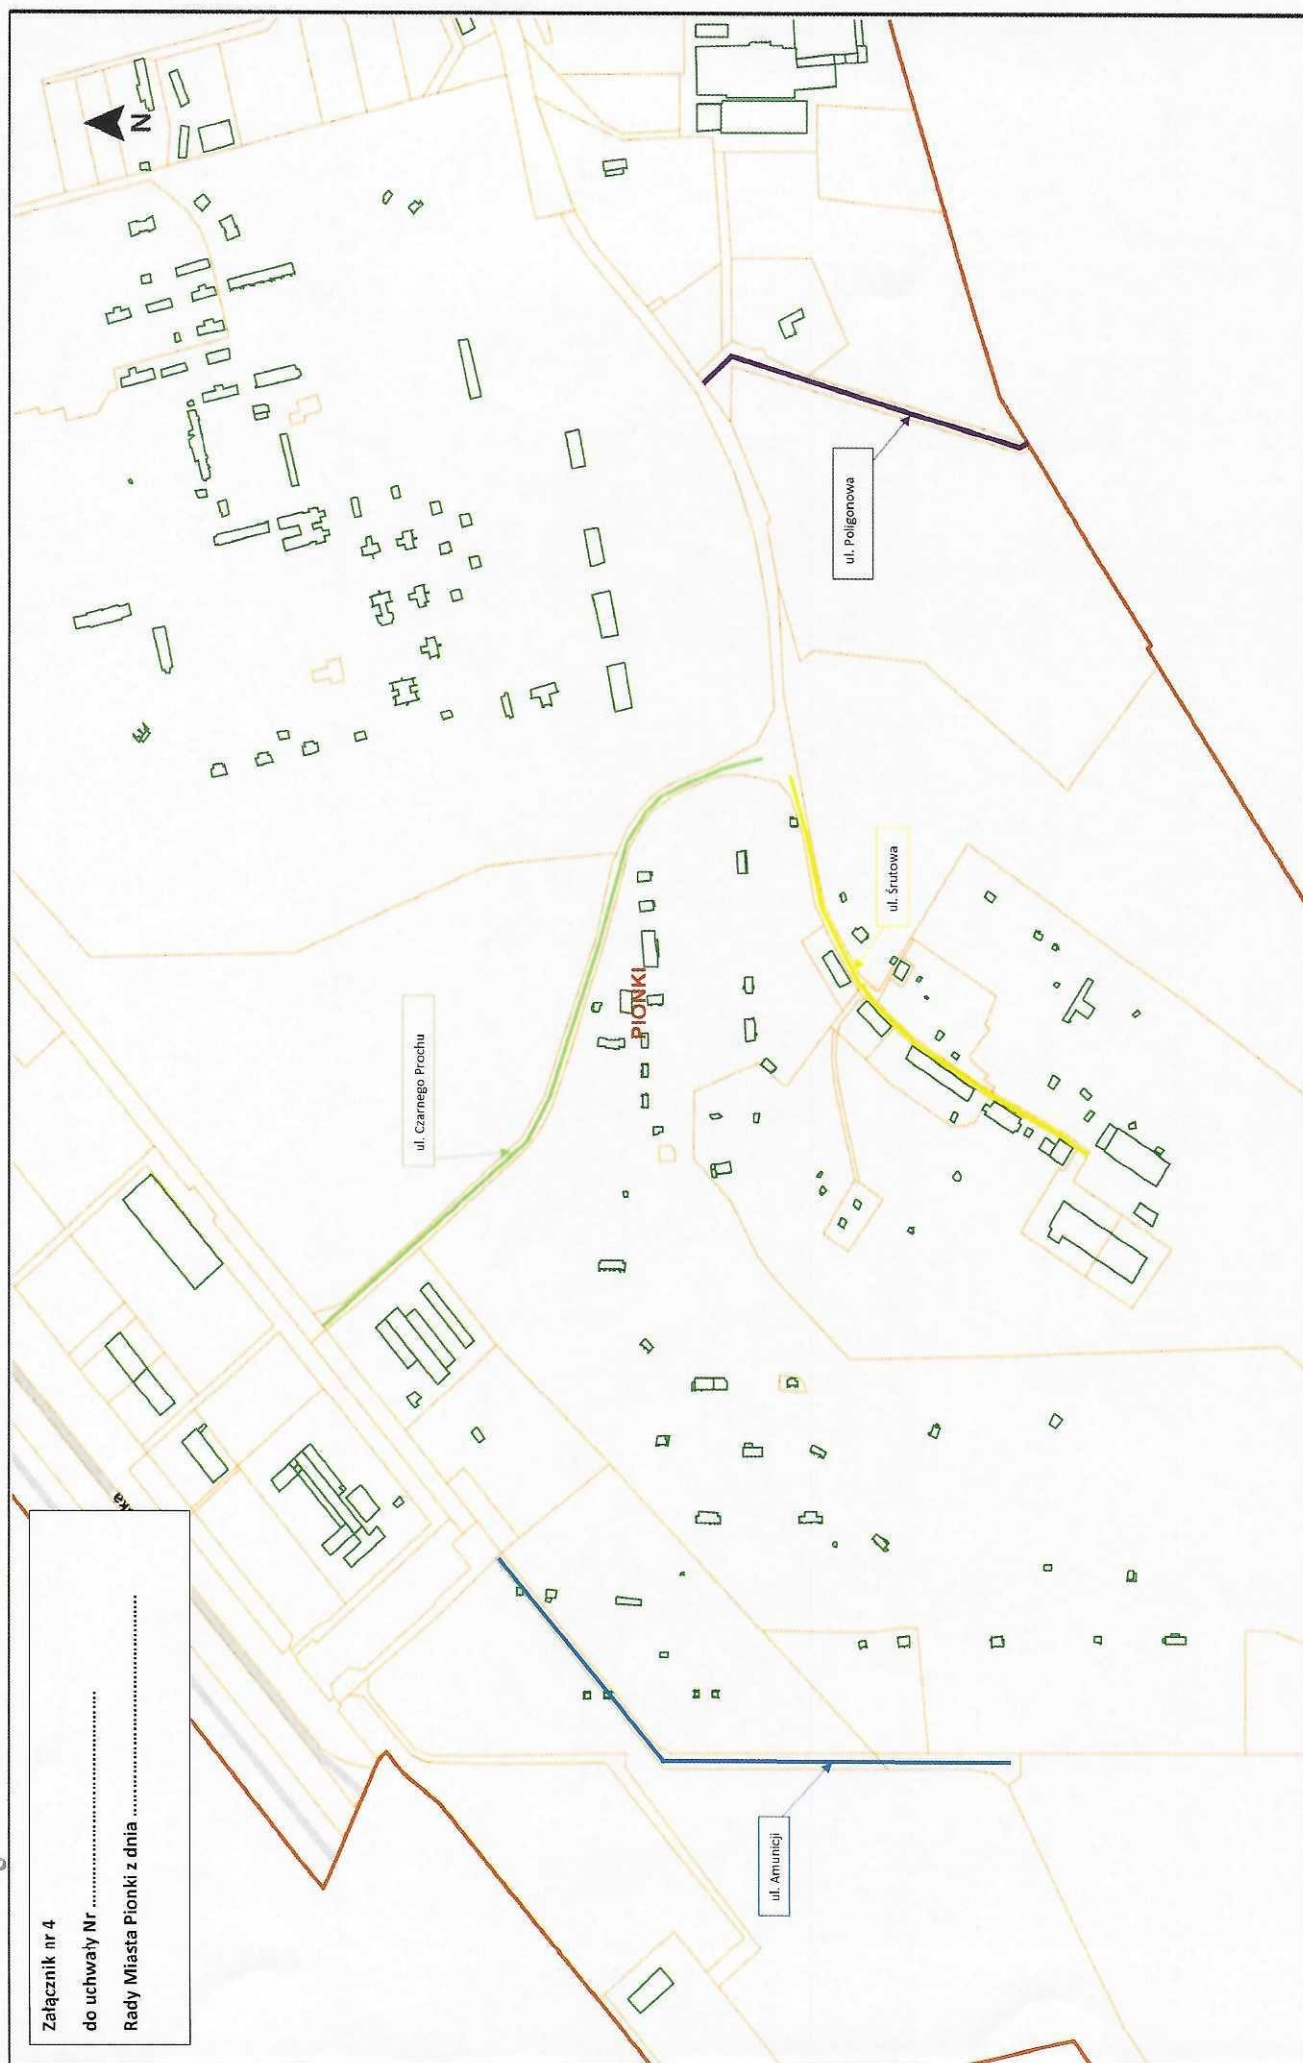 Załącznik nr 4
do uchwały Nr ..........................................
Rady Miasta Pionki z dnia ..........................................................
N
ul. Poligonowa
ul. Śrutowa
PIONKI
ul. Czarnego Prochu
ul. Amunicji